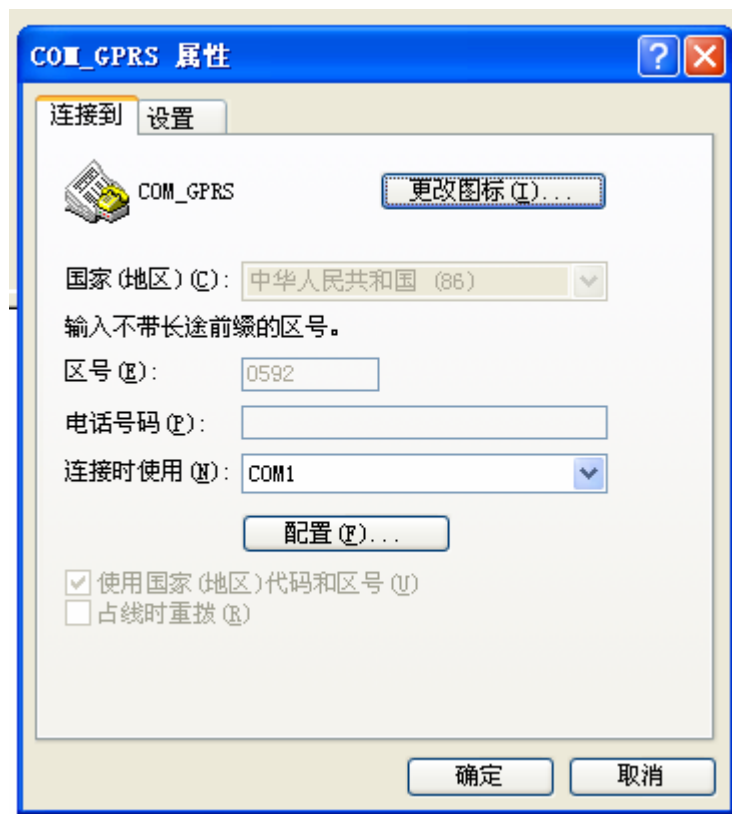 COM_GPRS 属性
连接到 设置
COM_GPRS 更改图标(I)...
国家(地区)(C): 中华人民共和国 (86)
输入不带长途前缀的区号。
区号(E): 0592
电话号码(P):
连接时使用(N): COM1
配置(F)...
使用国家(地区)代码和区号(U)
占线时重拨(R)
确定 取消